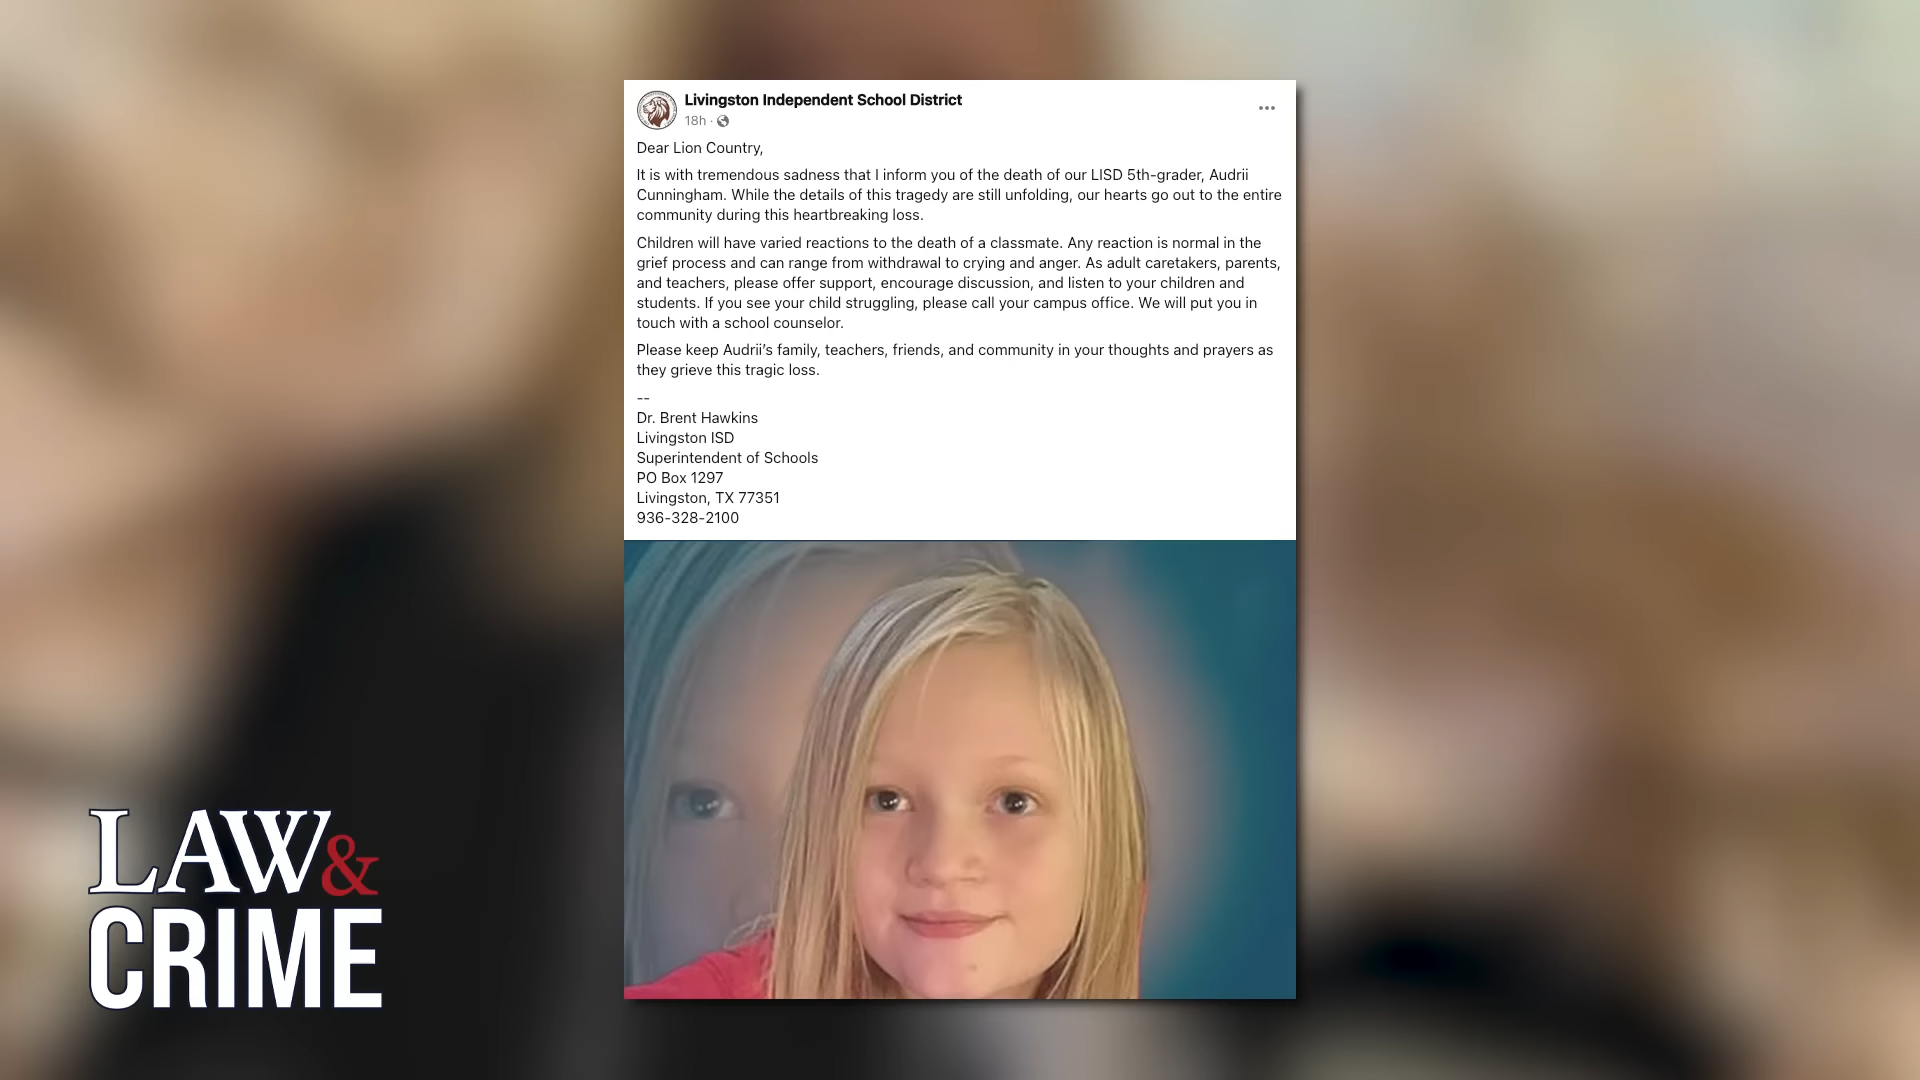 Livingston Independent School District
18h ·
Dear Lion Country,
It is with tremendous sadness that I inform you of the death of our LISD 5th-grader, Audrii
Cunningham. While the details of this tragedy are still unfolding, our hearts go out to the entire
community during this heartbreaking loss.
Children will have varied reactions to the death of a classmate. Any reaction is normal in the
grief process and can range from withdrawal to crying and anger. As adult caretakers, parents,
and teachers, please offer support, encourage discussion, and listen to your children and
students. If you see your child struggling, please call your campus office. We will put you in
touch with a school counselor.
Please keep Audrii’s family, teachers, friends, and community in your thoughts and prayers as
they grieve this tragic loss.
--
Dr. Brent Hawkins
Livingston ISD
Superintendent of Schools
PO Box 1297
Livingston, TX 77351
936-328-2100
LAW&
CRIME